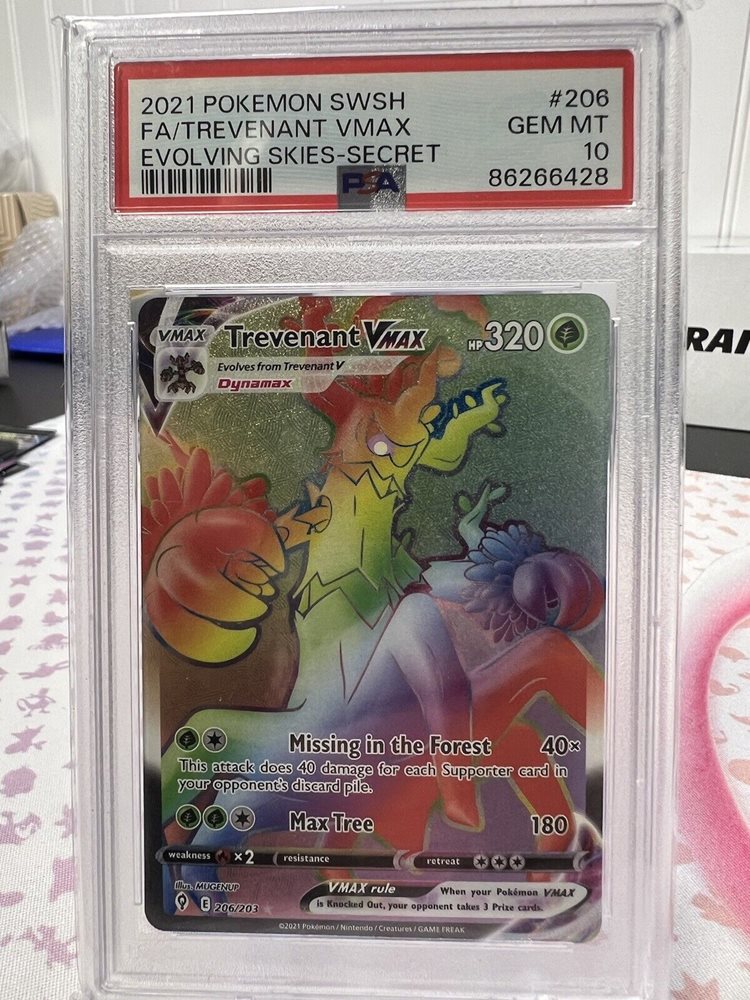 2021 POKEMON SWSH #206
FA/TREVENANT VMAX GEM MT
EVOLVING SKIES-SECRET 10
PSA 86266428
VMAX Trevenant VMAX HP 320
Evolves from Trevenant V
Dynamax
Missing in the Forest 40×
This attack does 40 damage for each Supporter card in
your opponent's discard pile.
Max Tree 180
weakness ×2 resistance retreat
VMAX rule When your Pokémon VMAX
is Knocked Out, your opponent takes 3 Prize cards.
Illus. MUGENUP
E 206/203
©2021 Pokémon / Nintendo / Creatures / GAME FREAK